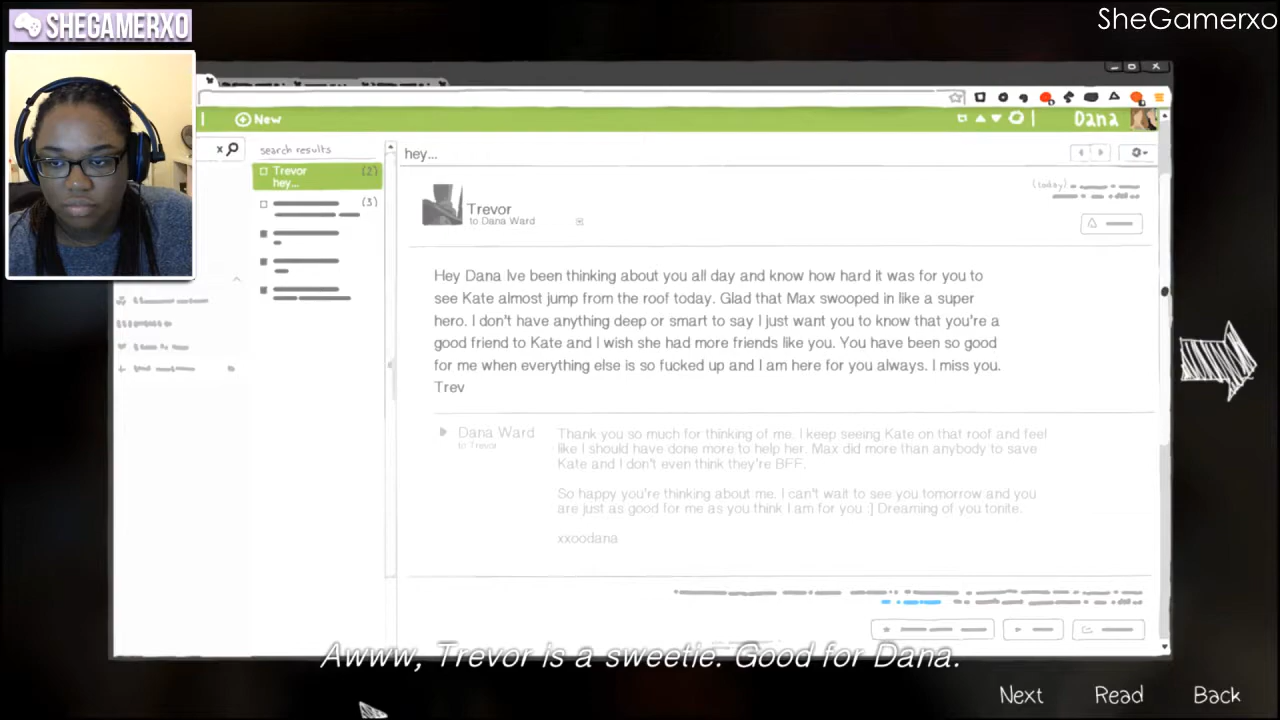 SHEGAMERXO
SheGamerxo
New
Dana
x
search results
hey...
Trevor (2)
hey...
(3)
(today)
Trevor
to Dana Ward
Hey Dana Ive been thinking about you all day and know how hard it was for you to
see Kate almost jump from the roof today. Glad that Max swooped in like a super
hero. I don't have anything deep or smart to say I just want you to know that you're a
good friend to Kate and I wish she had more friends like you. You have been so good
for me when everything else is so fucked up and I am here for you always. I miss you.
Trev
Dana Ward
to Trevor
Thank you so much for thinking of me. I keep seeing Kate on that roof and feel
like I should have done more to help her. Max did more than anybody to save
Kate and I don't even think they're BFF.
So happy you're thinking about me. I can't wait to see you tomorrow and you
are just as good for me as you think I am for you :] Dreaming of you tonite.
xxoodana
Awww, Trevor is a sweetie. Good for Dana.
Next Read Back